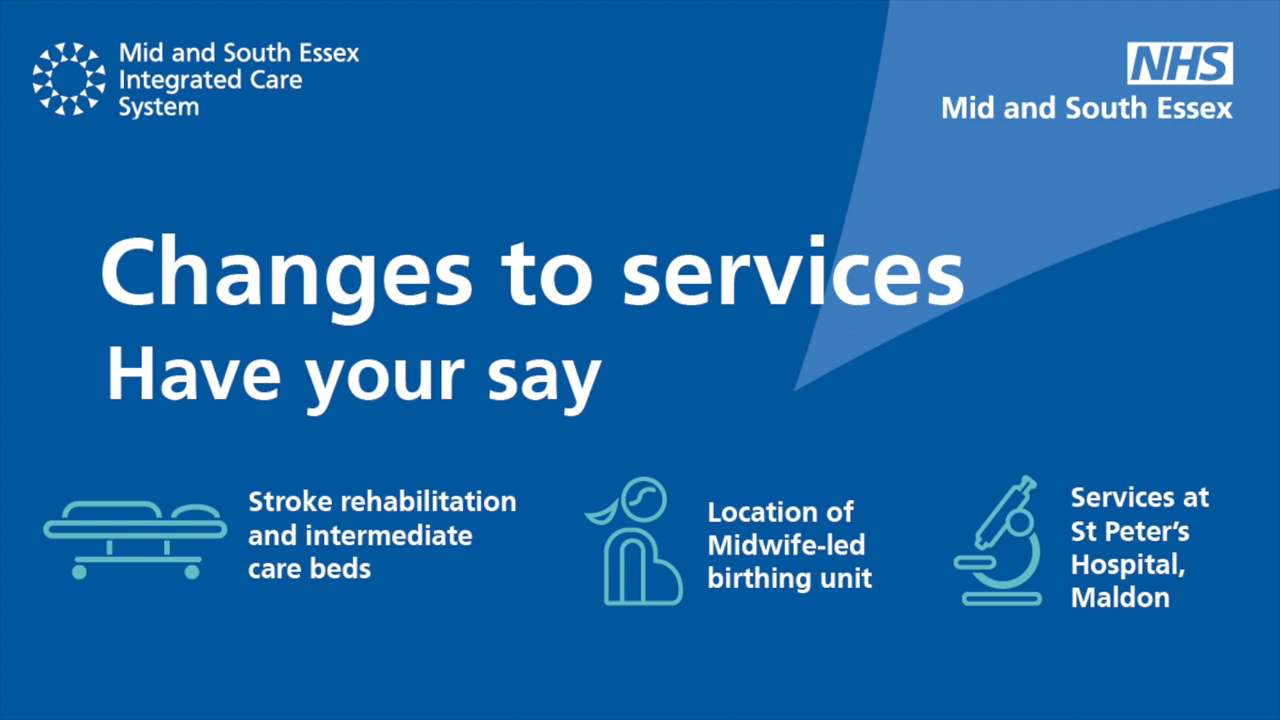 Mid and South Essex
Integrated Care
System
NHS
Mid and South Essex
Changes to services
Have your say
Stroke rehabilitation
and intermediate
care beds
Location of
Midwife-led
birthing unit
Services at
St Peter’s
Hospital,
Maldon